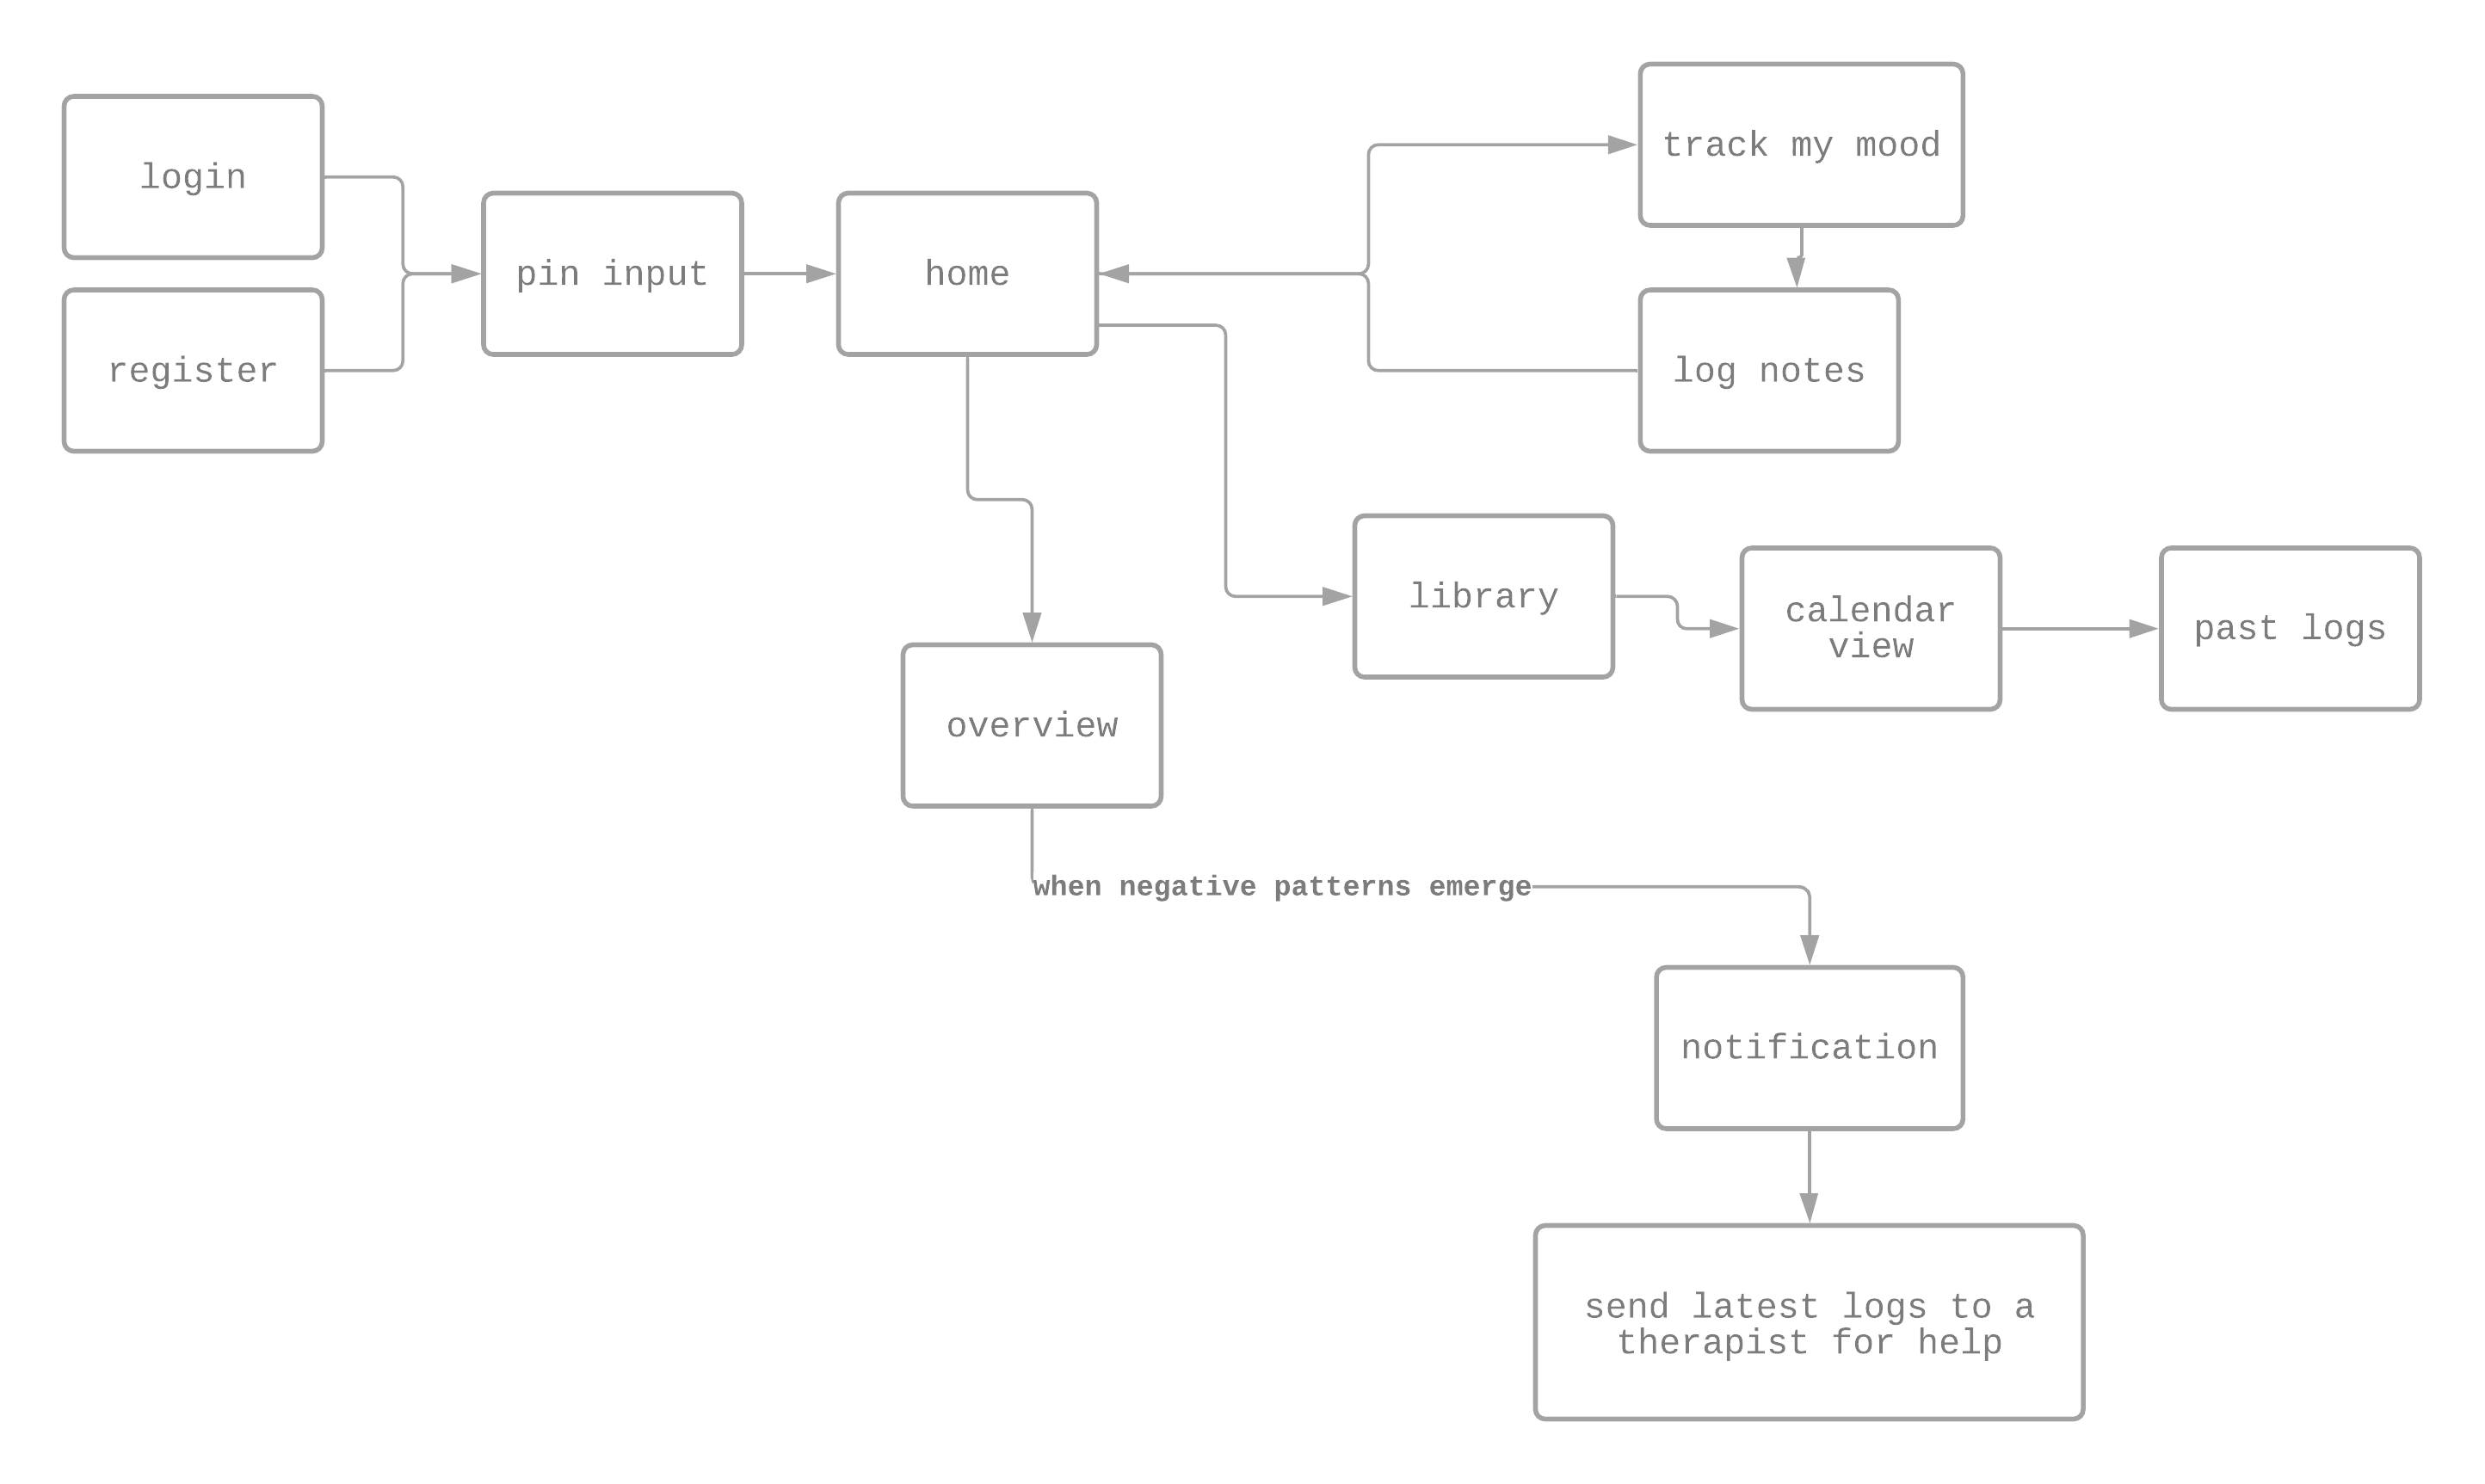 login
register
pin input
home
track my mood
log notes
library
calendar
view
past logs
overview
when negative patterns emerge
notification
send latest logs to a
therapist for help